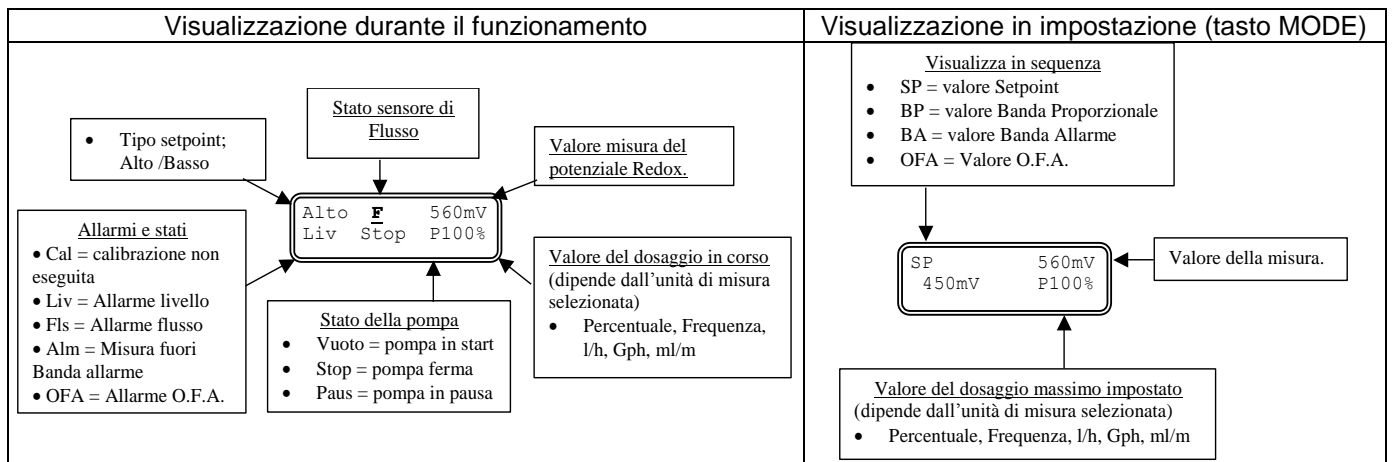 Visualizzazione durante il funzionamento
Visualizzazione in impostazione (tasto MODE)
Stato sensore di
Flusso
• Tipo setpoint;
Alto /Basso
Valore misura del
potenziale Redox.
Alto F 560mV
Liv Stop P100%
Allarmi e stati
• Cal = calibrazione non
eseguita
• Liv = Allarme livello
• Fls = Allarme flusso
• Alm = Misura fuori
Banda allarme
• OFA = Allarme O.F.A.
Stato della pompa
• Vuoto = pompa in start
• Stop = pompa ferma
• Paus = pompa in pausa
Valore del dosaggio in corso
(dipende dall'unità di misura
selezionata)
• Percentuale, Frequenza,
l/h, Gph, ml/m
Visualizza in sequenza
• SP = valore Setpoint
• BP = valore Banda Proporzionale
• BA = valore Banda Allarme
• OFA = Valore O.F.A.
SP 560mV
450mV P100%
Valore della misura.
Valore del dosaggio massimo impostato
(dipende dall'unità di misura selezionata)
• Percentuale, Frequenza, l/h, Gph, ml/m